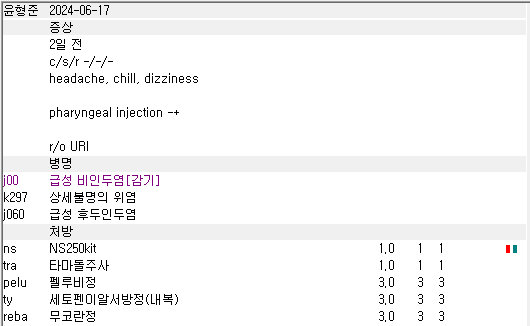 윤형준 2024-06-17
증상
2일 전
c/s/r -/-/-
headache, chill, dizziness
pharyngeal injection -+
r/o URI
병명
j00 급성 비인두염[감기]
k297 상세불명의 위염
j060 급성 후두인두염
처방
ns NS250kit 1.0 1 1
tra 타마돌주사 1.0 1 1
pelu 펠루비정 3.0 3 3
ty 세토펜이알서방정(내복) 3.0 3 3
reba 무코란정 3.0 3 3